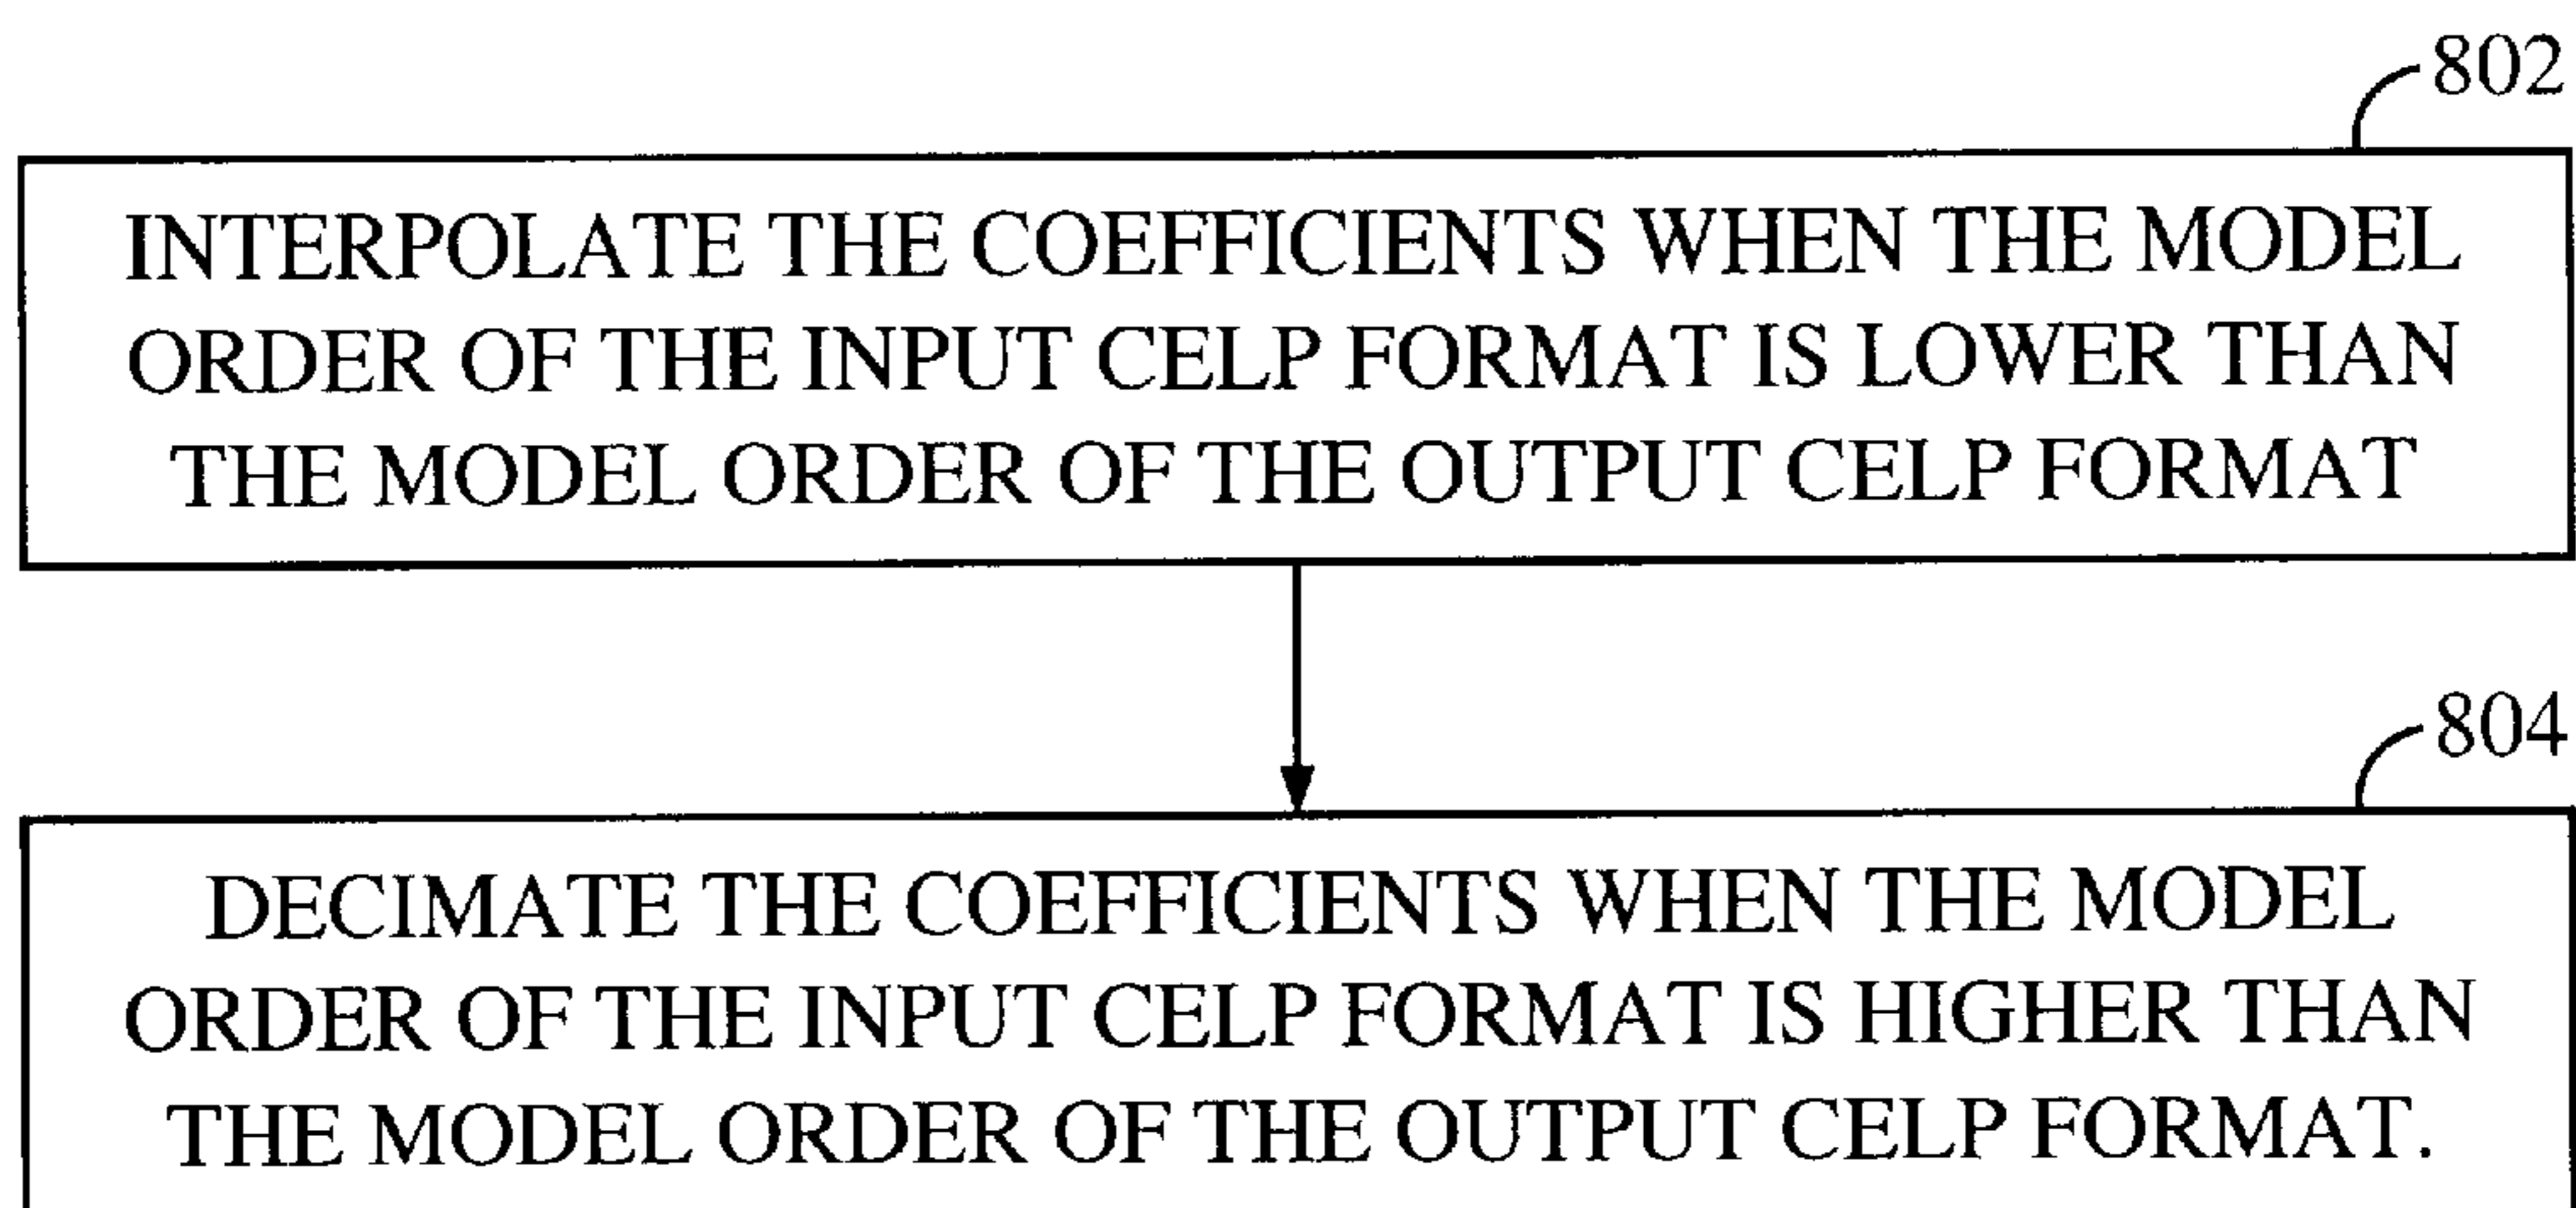 802
INTERPOLATE THE COEFFICIENTS WHEN THE MODEL
ORDER OF THE INPUT CELP FORMAT IS LOWER THAN
THE MODEL ORDER OF THE OUTPUT CELP FORMAT
804
DECIMATE THE COEFFICIENTS WHEN THE MODEL
ORDER OF THE INPUT CELP FORMAT IS HIGHER THAN
THE MODEL ORDER OF THE OUTPUT CELP FORMAT.